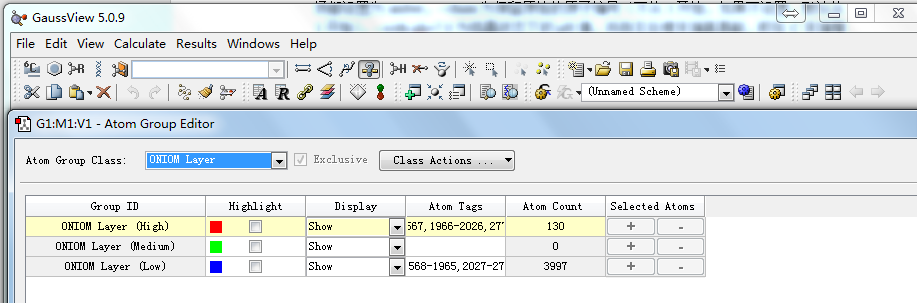 GaussView 5.0.9
File Edit View Calculate Results Windows Help
(Unnamed Scheme)
G1:M1:V1 - Atom Group Editor
Atom Group Class: ONIOM Layer Exclusive Class Actions ...
Group ID Highlight Display Atom Tags Atom Count Selected Atoms
ONIOM Layer (High) Show 567,1966-2026,27 130 + -
ONIOM Layer (Medium) Show 0 + -
ONIOM Layer (Low) Show 568-1965,2027-27 3997 + -